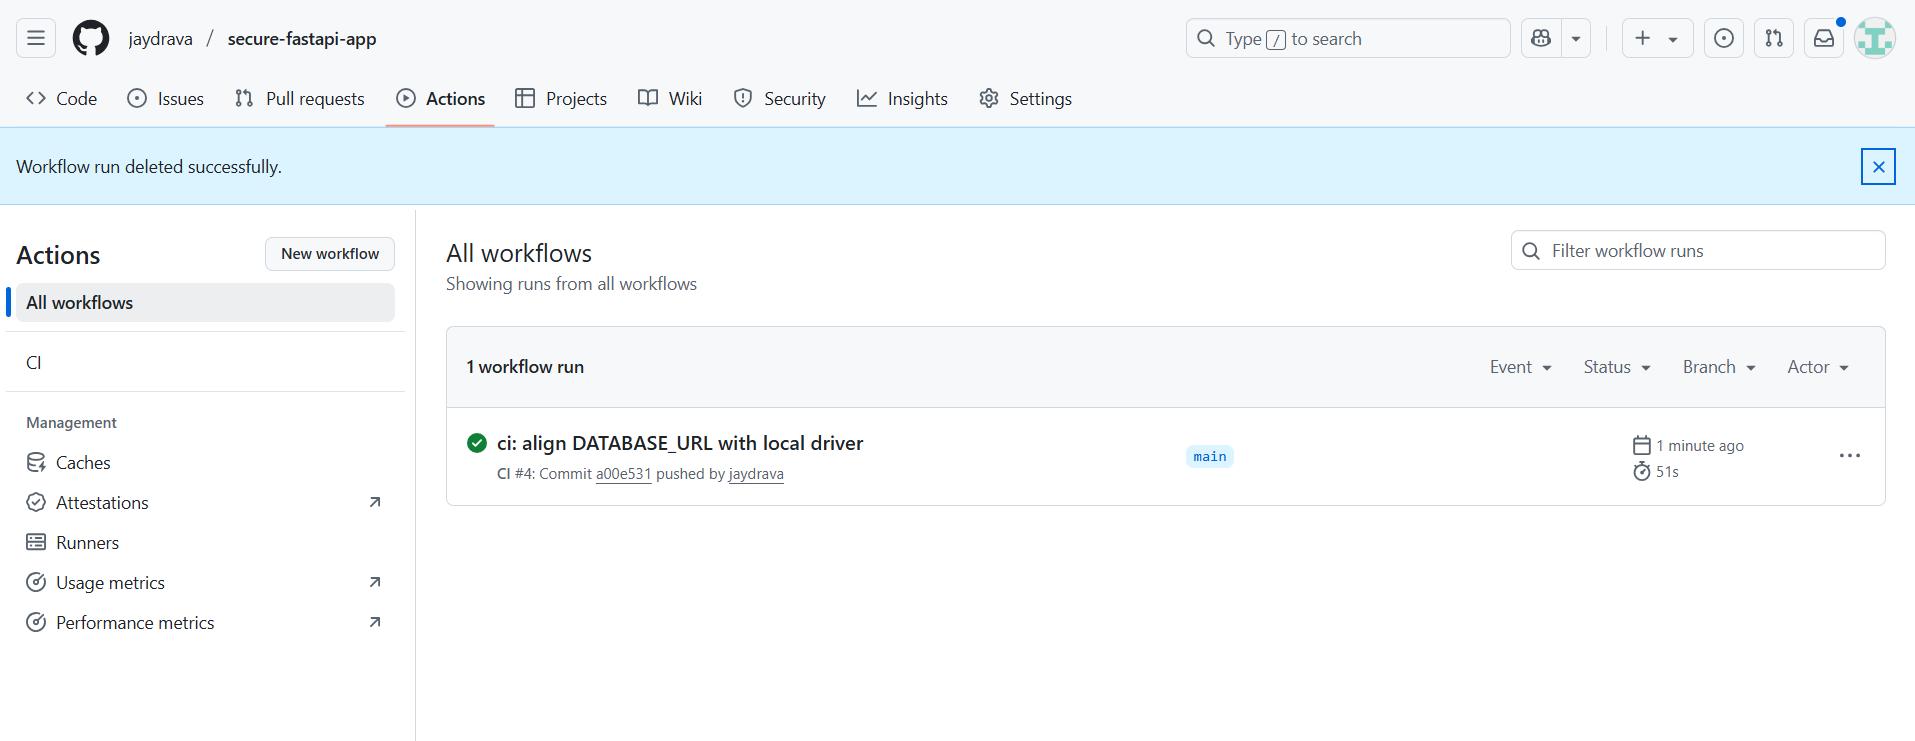 jaydrava / secure-fastapi-app
Type / to search
Code Issues Pull requests Actions Projects Wiki Security Insights Settings
Workflow run deleted successfully.
Actions
New workflow
All workflows
CI
Management
Caches
Attestations
Runners
Usage metrics
Performance metrics
All workflows
Showing runs from all workflows
Filter workflow runs
1 workflow run
Event Status Branch Actor
ci: align DATABASE_URL with local driver
CI #4: Commit a00e531 pushed by jaydrava
main
1 minute ago
51s